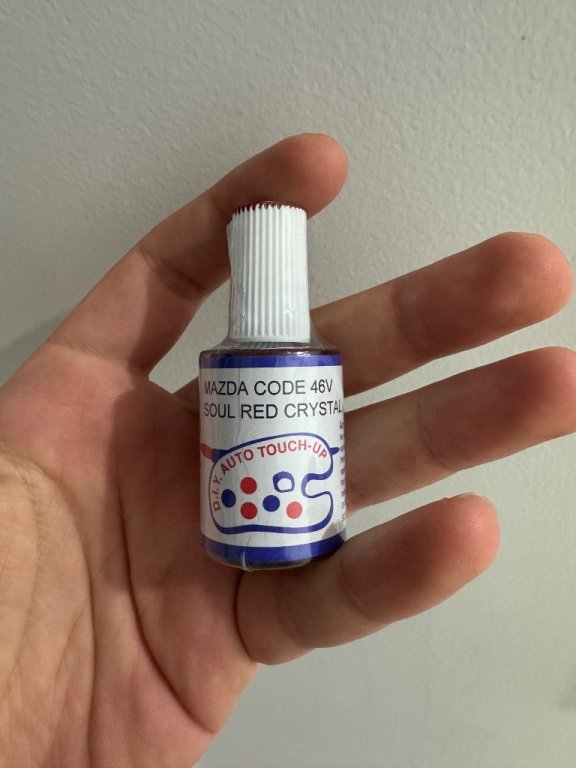 MAZDA CODE 46V
SOUL RED CRYSTAL
D.I.Y. AUTO TOUCH-UP